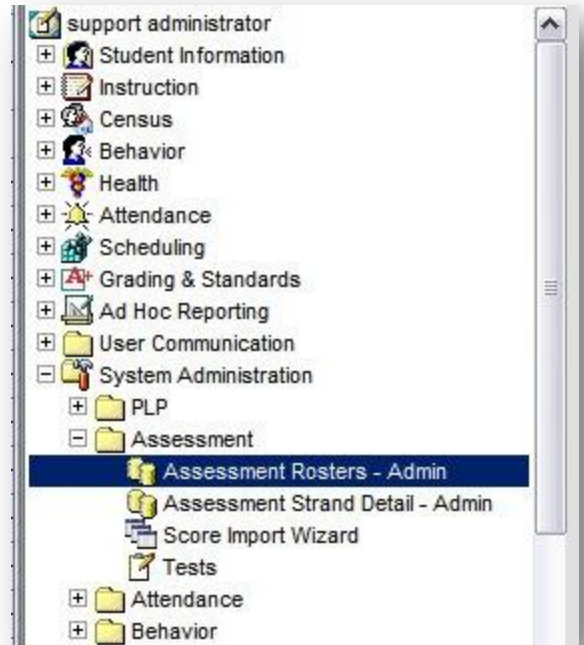 support administrator
Student Information
Instruction
Census
Behavior
Health
Attendance
Scheduling
Grading & Standards
Ad Hoc Reporting
User Communication
System Administration
PLP
Assessment
Assessment Rosters - Admin
Assessment Strand Detail - Admin
Score Import Wizard
Tests
Attendance
Behavior